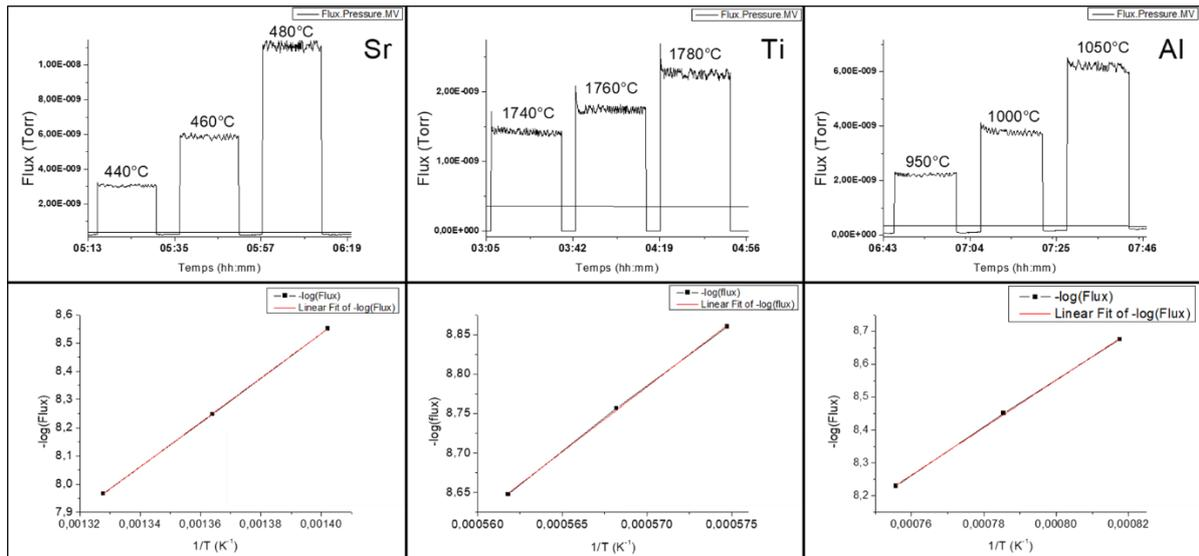 Flux.Pressure.MV
Sr
480°C
460°C
440°C
1,00E-008
8,00E-009
6,00E-009
4,00E-009
2,00E-009
Flux (Torr)
05:13 05:35 05:57 06:19
Temps (hh:mm)
Flux.Pressure.MV
Ti
1780°C
1760°C
1740°C
2,00E-009
1,00E-009
0,00E+000
Flux (Torr)
03:05 03:42 04:19 04:56
Temps (hh:mm)
Flux.Pressure.MV
Al
1050°C
1000°C
950°C
6,00E-009
4,00E-009
2,00E-009
0,00E+000
Flux (Torr)
06:43 07:04 07:25 07:46
Temps (hh:mm)
-log(Flux)
Linear Fit of -log(Flux)
8,6
8,5
8,4
8,3
8,2
8,1
8,0
7,9
-log(Flux)
0,00132 0,00134 0,00136 0,00138 0,00140
1/T (K-1)
-log(flux)
Linear Fit of -log(flux)
8,85
8,80
8,75
8,70
8,65
-log(flux)
0,000560 0,000565 0,000570 0,000575
1/T (K-1)
-log(Flux)
Linear Fit of -log(Flux)
8,7
8,6
8,5
8,4
8,3
8,2
-log(Flux)
0,00076 0,00078 0,00080 0,00082
1/T (K-1)